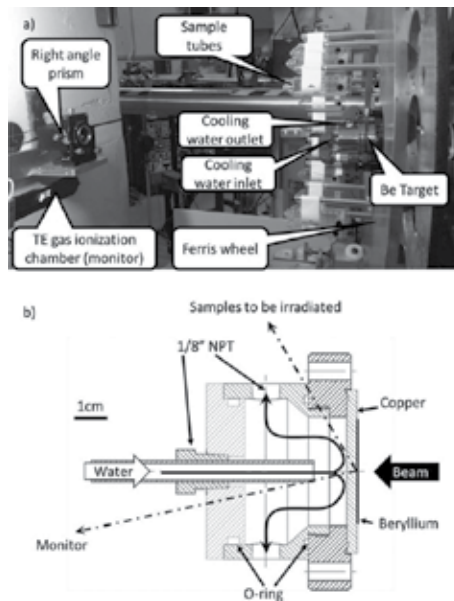 a)
Sample
tubes
Right angle
prism
Cooling
water outlet
Cooling
water inlet
Be Target
TE gas ionization
chamber (monitor)
Ferris wheel
b)
Samples to be irradiated
1/8" NPT
Copper
1cm
Water
Beam
Monitor
Beryllium
O-ring